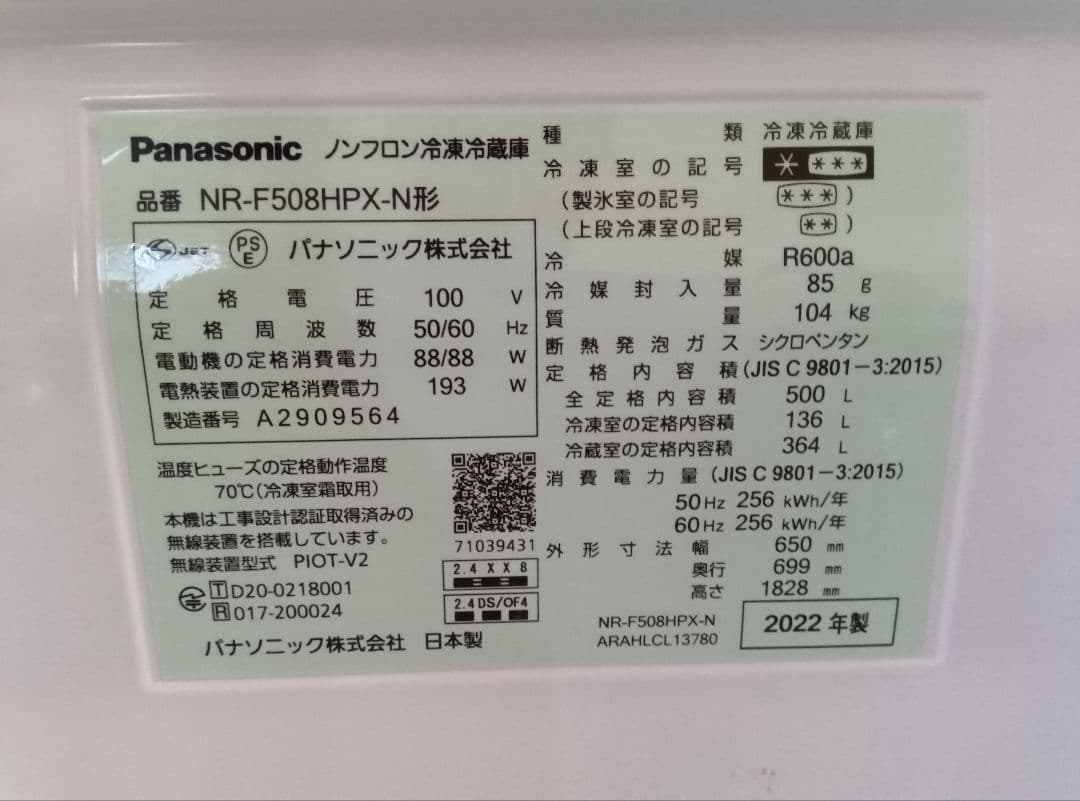 Panasonic ノンフロン冷凍冷蔵庫
品番 NR-F508HPX-N形
S JET PS E パナソニック株式会社
定格電圧 100 V
定格周波数 50/60 Hz
電動機の定格消費電力 88/88 W
電熱装置の定格消費電力 193 W
製造番号 A2909564
温度ヒューズの定格動作温度
70℃(冷凍室霜取用)
本機は工事設計認証取得済みの
無線装置を搭載しています。
無線装置型式 PIOT-V2
T D20-0218001
R 017-200024
パナソニック株式会社 日本製
71039431
2.4 X X 8
2.4 DS/OF4
種類 冷凍冷蔵庫
冷凍室の記号 * ***
(製氷室の記号 ***)
(上段冷凍室の記号 **)
冷媒 R600a
冷媒封入量 85 g
質量 104 kg
断熱発泡ガス シクロペンタン
定格内容積 (JIS C 9801-3:2015)
全定格内容積 500 L
冷凍室の定格内容積 136 L
冷蔵室の定格内容積 364 L
消費電力量 (JIS C 9801-3:2015)
50Hz 256 kWh/年
60Hz 256 kWh/年
外形寸法 幅 650 mm
奥行 699 mm
高さ 1828 mm
NR-F508HPX-N
ARAHLCL13780
2022 年製